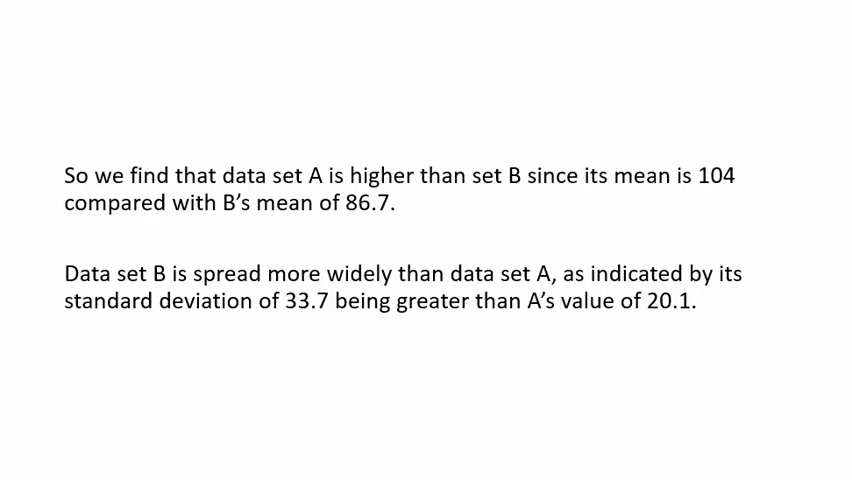 So we find that data set A is higher than set B since its mean is 104
compared with B’s mean of 86.7.
Data set B is spread more widely than data set A, as indicated by its
standard deviation of 33.7 being greater than A’s value of 20.1.